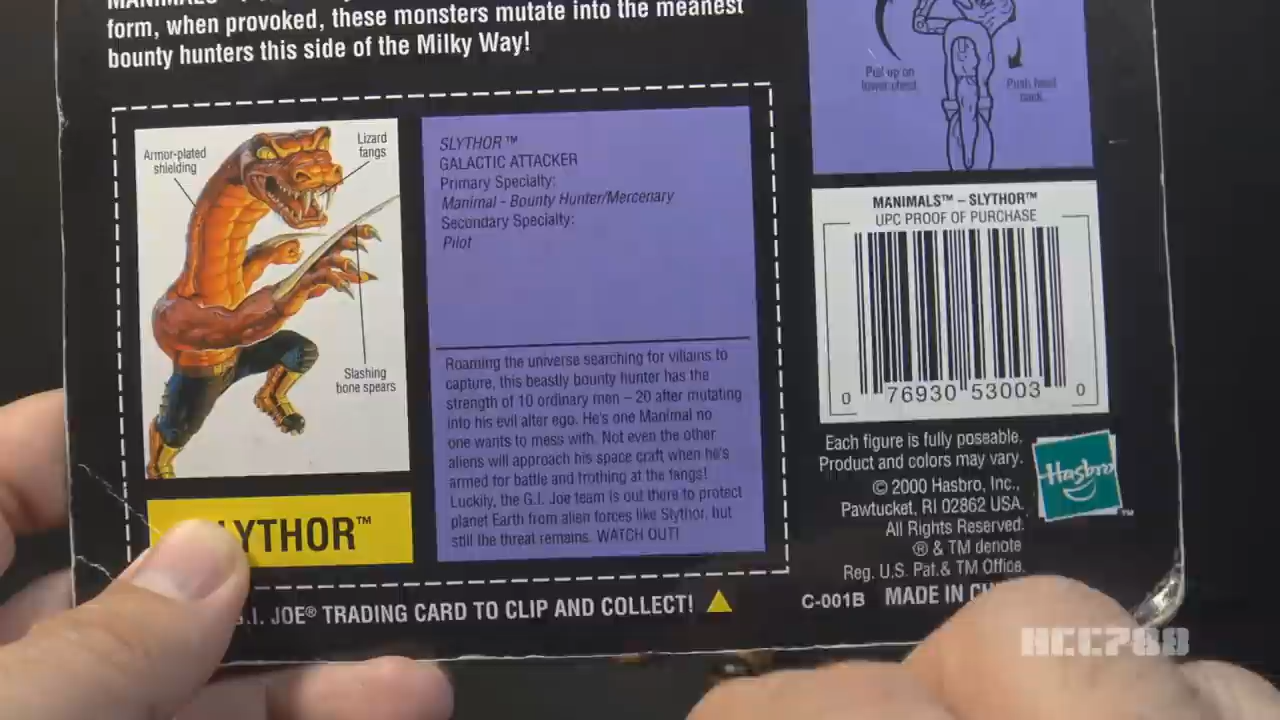 MANIMALS
form, when provoked, these monsters mutate into the meanest
bounty hunters this side of the Milky Way!
Armor-plated
shielding
Lizard
fangs
Slashing
bone spears
LYTHOR™
SLYTHOR™
GALACTIC ATTACKER
Primary Specialty:
Manimal - Bounty Hunter/Mercenary
Secondary Specialty:
Pilot
Roaming the universe searching for villains to
capture, this beastly bounty hunter has the
strength of 10 ordinary men – 20 after mutating
into his evil alter ego. He's one Manimal no
one wants to mess with. Not even the other
aliens will approach his space craft when he's
armed for battle and frothing at the fangs!
Luckily, the G.I. Joe team is out there to protect
planet Earth from alien forces like Slythor, but
still the threat remains. WATCH OUT!
.I. JOE® TRADING CARD TO CLIP AND COLLECT!
Pull up on
lower chest.
Push head
back.
MANIMALS™ – SLYTHOR™
UPC PROOF OF PURCHASE
0 76930 53003 0
Each figure is fully poseable.
Product and colors may vary.
© 2000 Hasbro, Inc.,
Pawtucket, RI 02862 USA.
All Rights Reserved.
® & TM denote
Reg. U.S. Pat.& TM Office.
Hasbro™
C-001B MADE IN CH
HCC788